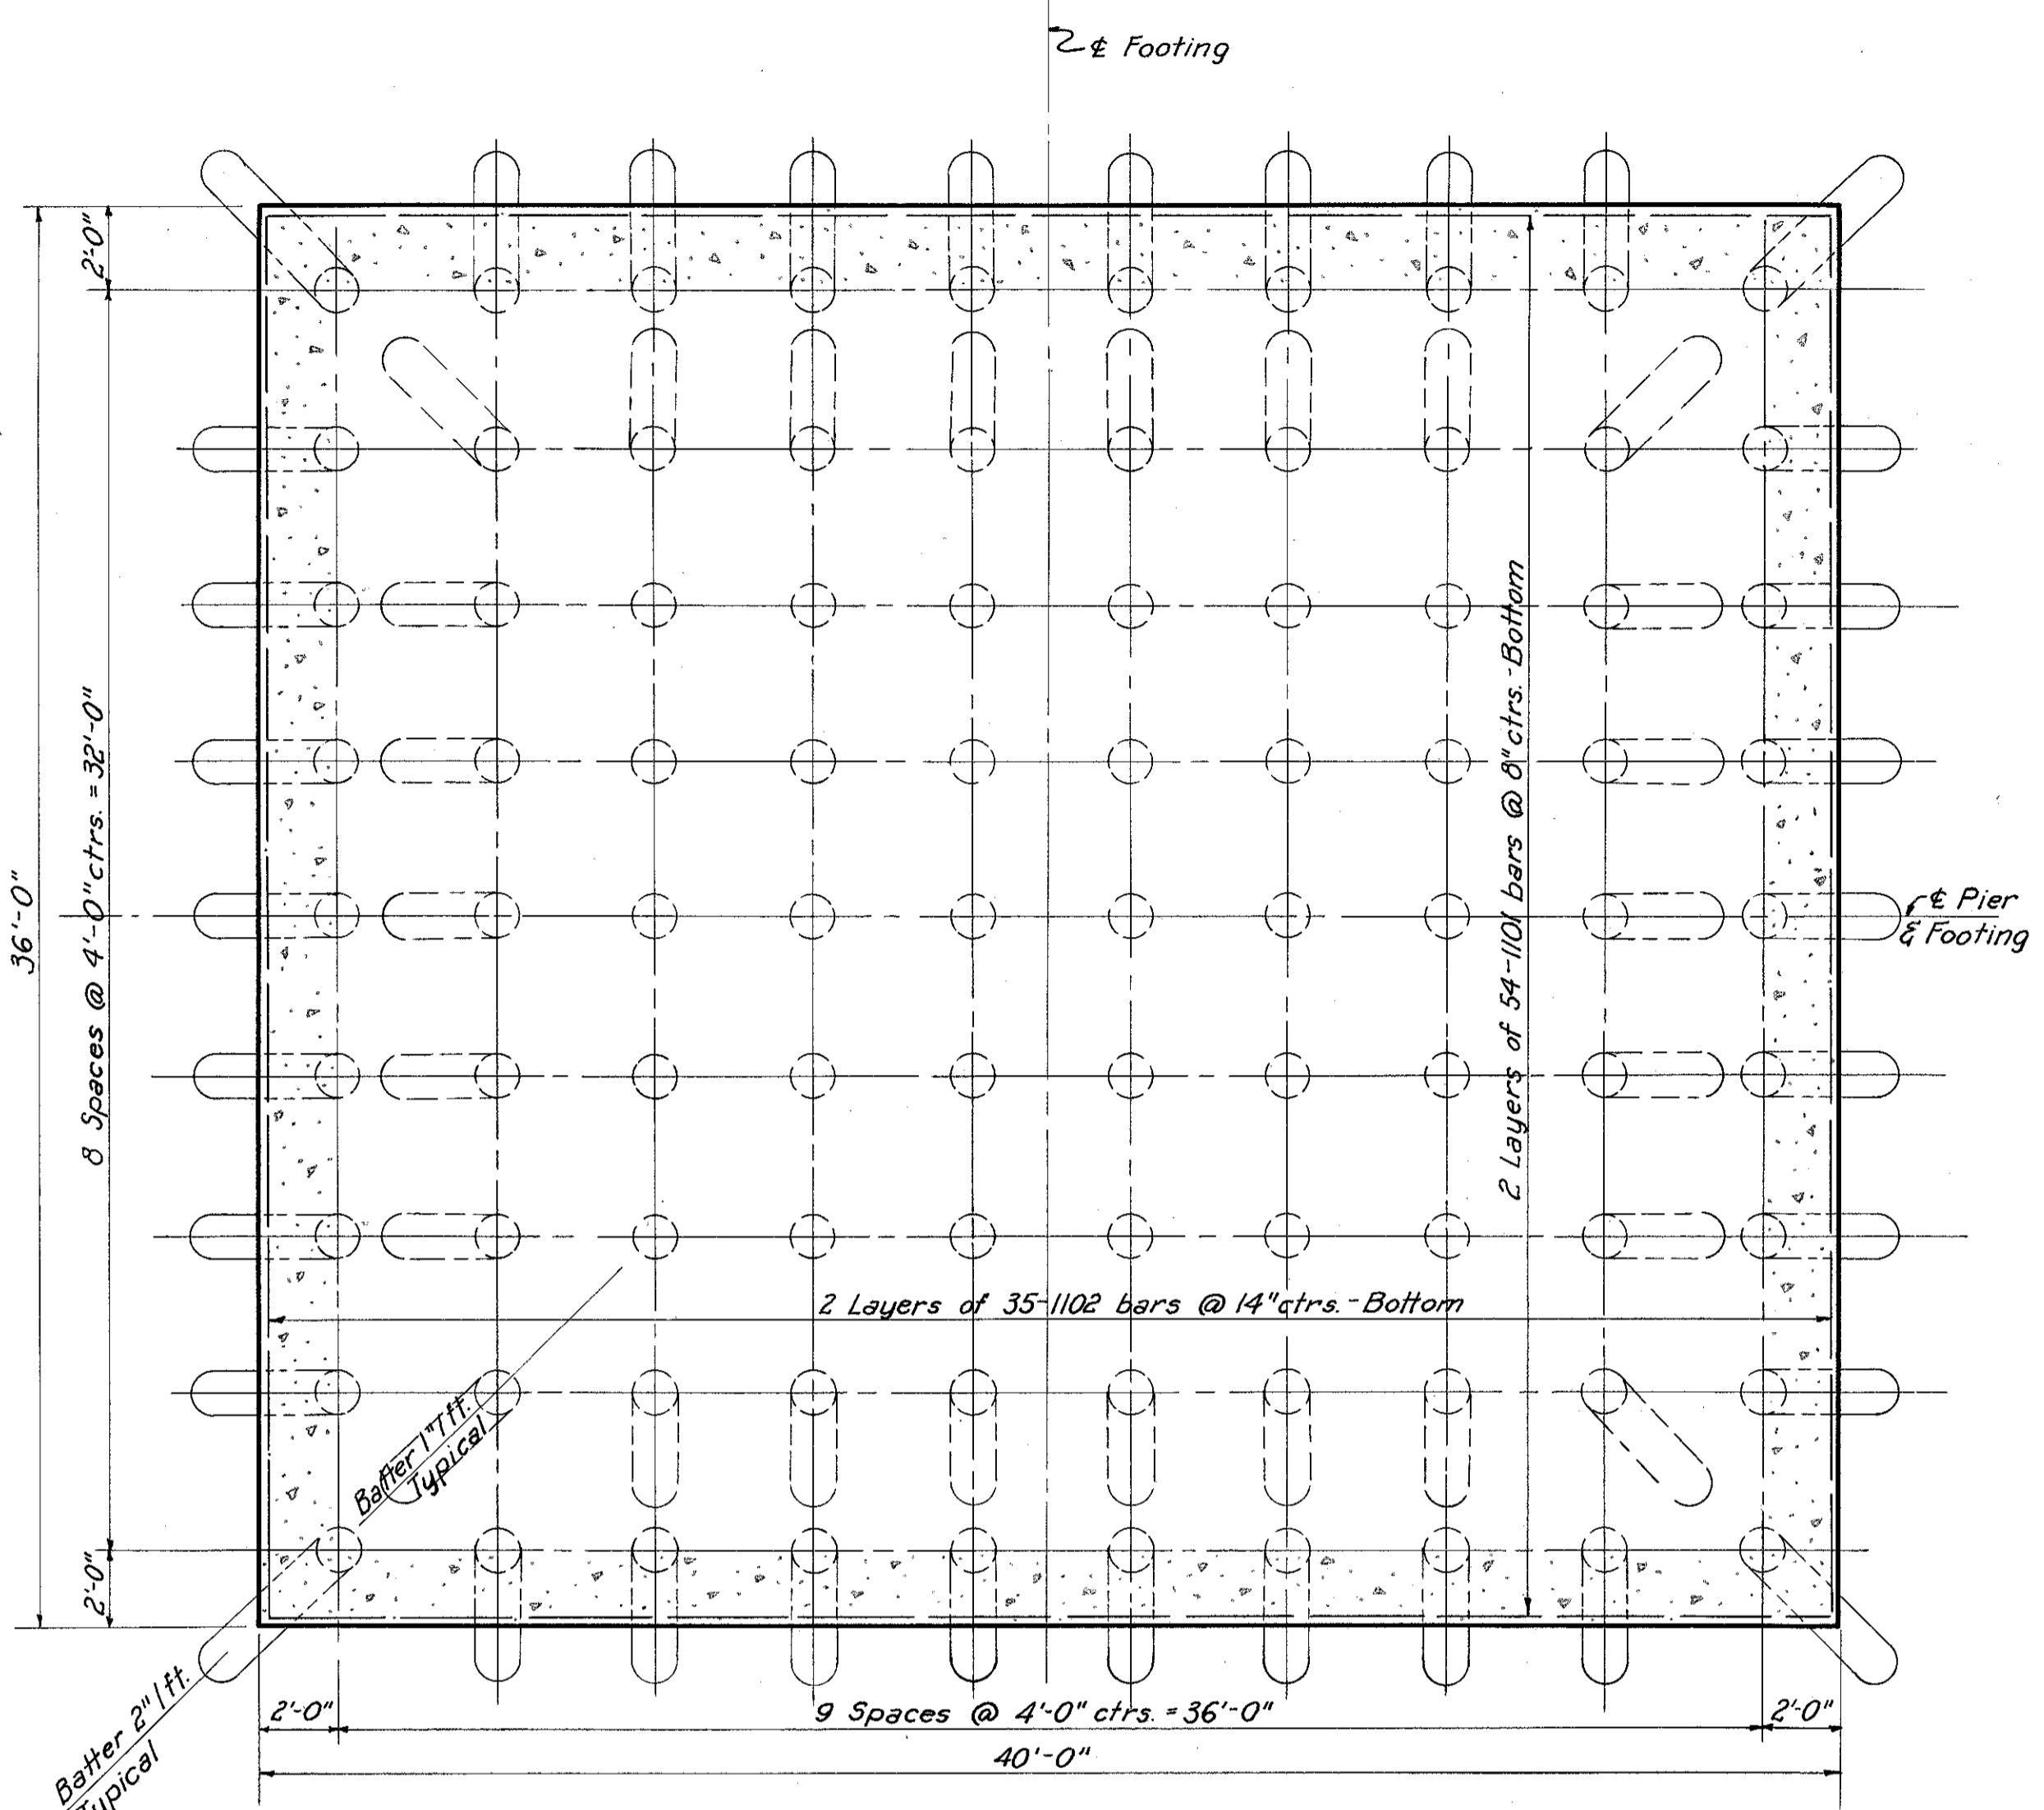 ℄ Footing
2'-0"
36'-0"
8 Spaces @ 4'-0" ctrs. = 32'-0"
2'-0"
2 Layers of 54-1101 bars @ 8" ctrs.-Bottom
℄ Pier
& Footing
2 Layers of 35-1102 bars @ 14" ctrs.-Bottom
Batter 1"/ft.
Typical
Batter 2"/ft.
Typical
2'-0"
9 Spaces @ 4'-0" ctrs. = 36'-0"
2'-0"
40'-0"